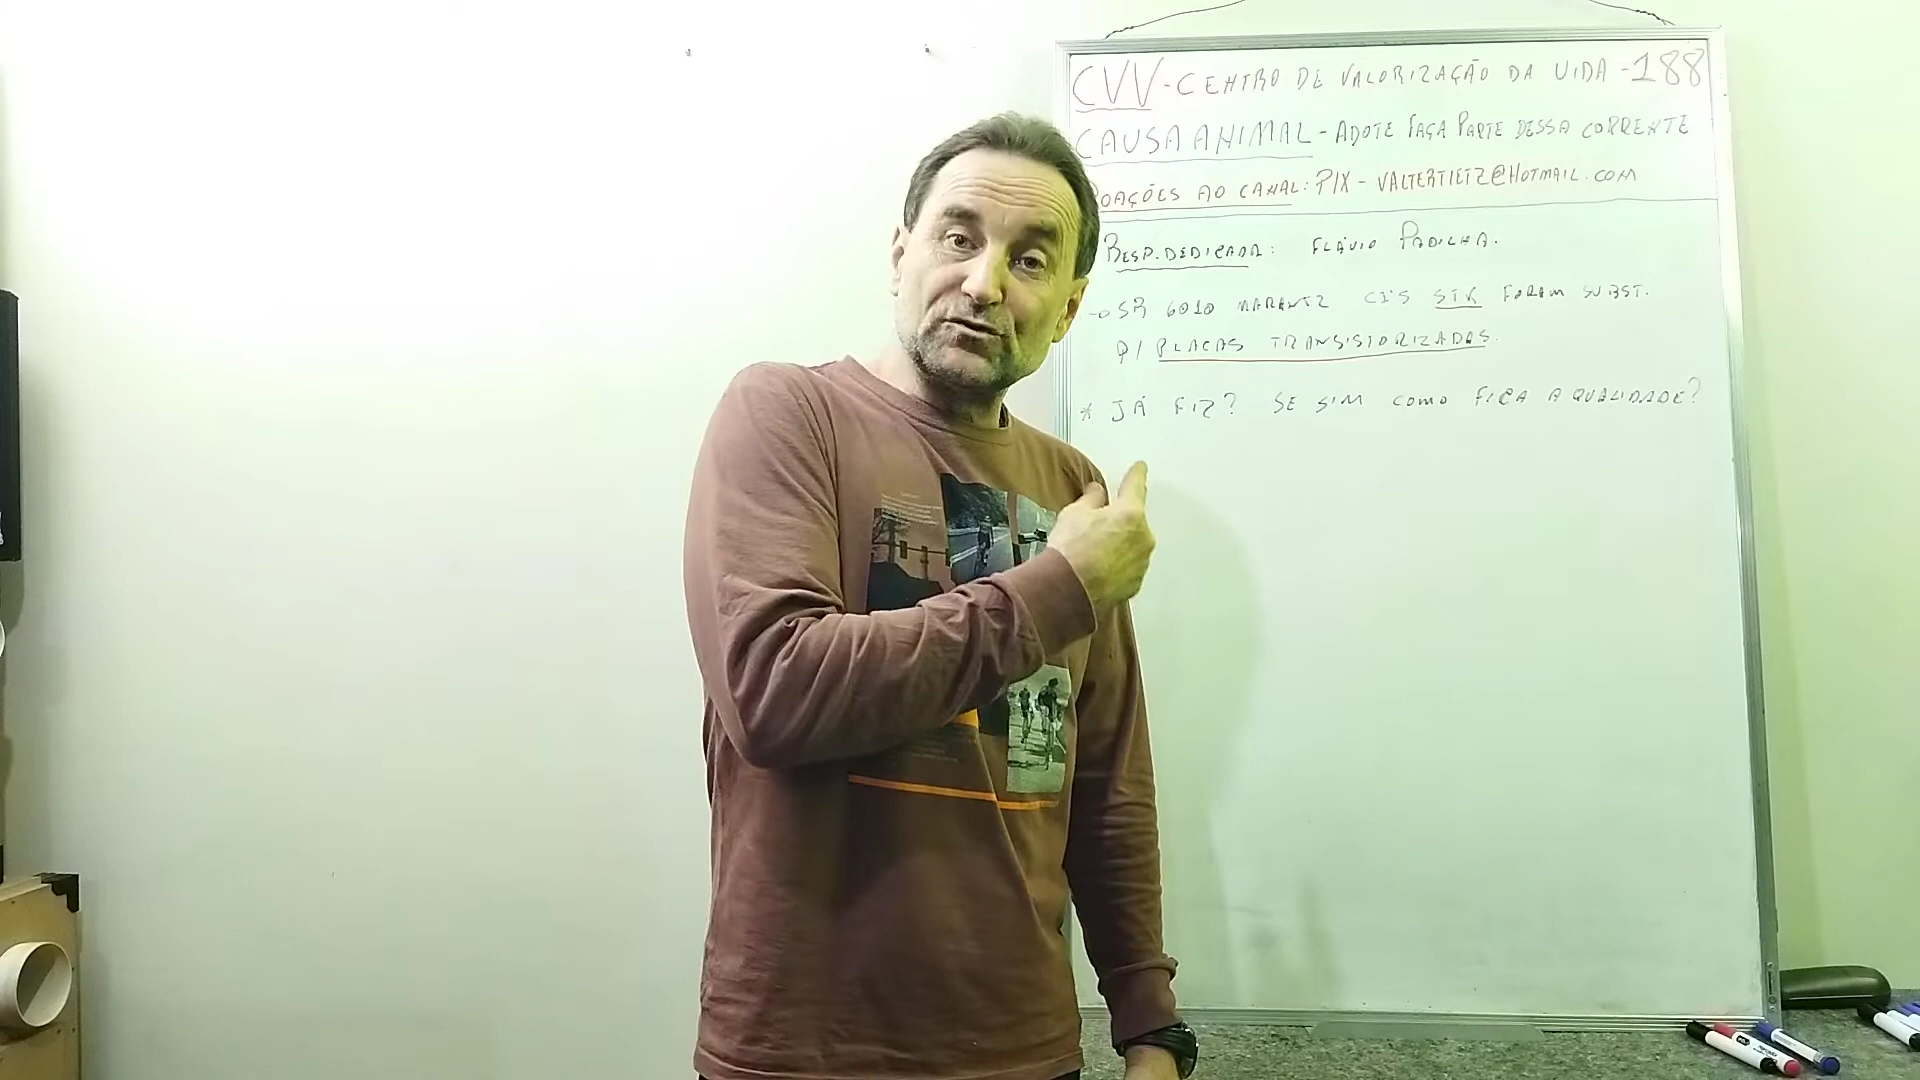 CVV - CENTRO DE VALORIZAÇÃO DA VIDA - 188
CAUSA ANIMAL - ADOTE FAÇA PARTE DESSA CORRENTE
DOAÇÕES AO CANAL: PIX - VALTERTIETZ@HOTMAIL.COM
RESP. DEDICADA: FLÁVIO PADILHA.
SR 6010 MARANTZ CI'S STK FORAM SUBST.
P/ PLACAS TRANSISTORIZADAS.
* JÁ FIZ? SE SIM COMO FICA A QUALIDADE?